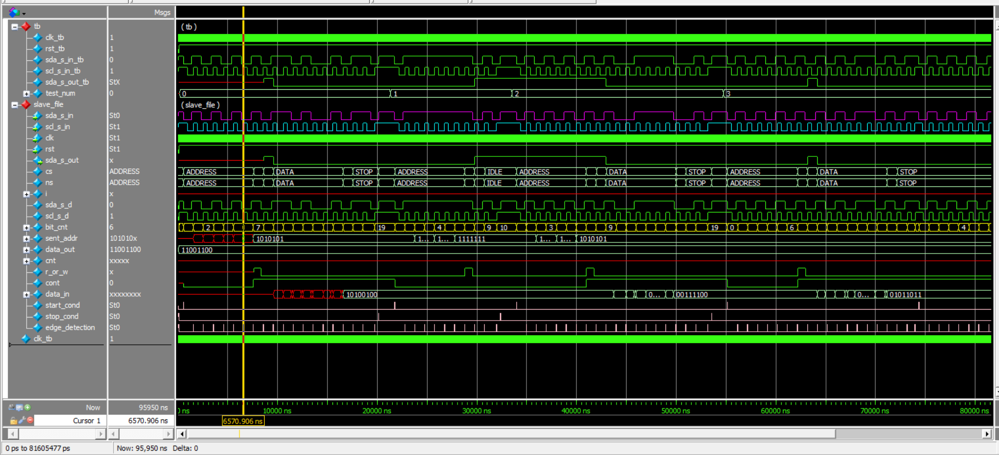 Msgs
tb (tb)
clk_tb 1
rst_tb 1
sda_s_in_tb 0
scl_s_in_tb 1
sda_s_out_tb StX
test_num 0 0 1 2 3
slave_file (slave_file)
sda_s_in St0
scl_s_in St1
clk St1
rst St1
sda_s_out x
cs ADDRESS ADDRESS DATA STOP ADDRESS IDLE ADDRESS DATA STOP ADDRESS DATA STOP
ns ADDRESS ADDRESS DATA STOP ADDRESS IDLE ADDRESS DATA STOP ADDRESS DATA STOP
i x
sda_s_d 0
scl_s_d 1
bit_cnt 6 2 7 19 4 9 10 3 9 19 0 6 4
sent_addr 101010x 1010101 1... 1... 1111111 1... 1... 1010101
data_out 11001100 11001100
cnt xxxxx
r_or_w x
cont 0
data_in xxxxxxxx 10100100 0... 00111100 0... 01011011
start_cond St0
stop_cond St0
edge_detection St0
clk_tb 1
Now 95950 ns )ns 10000 ns 20000 ns 30000 ns 40000 ns 50000 ns 60000 ns 70000 ns 80000 ns
Cursor 1 6570.906 ns 6570.906 ns
0 ps to 81605477 ps Now: 95,950 ns Delta: 0